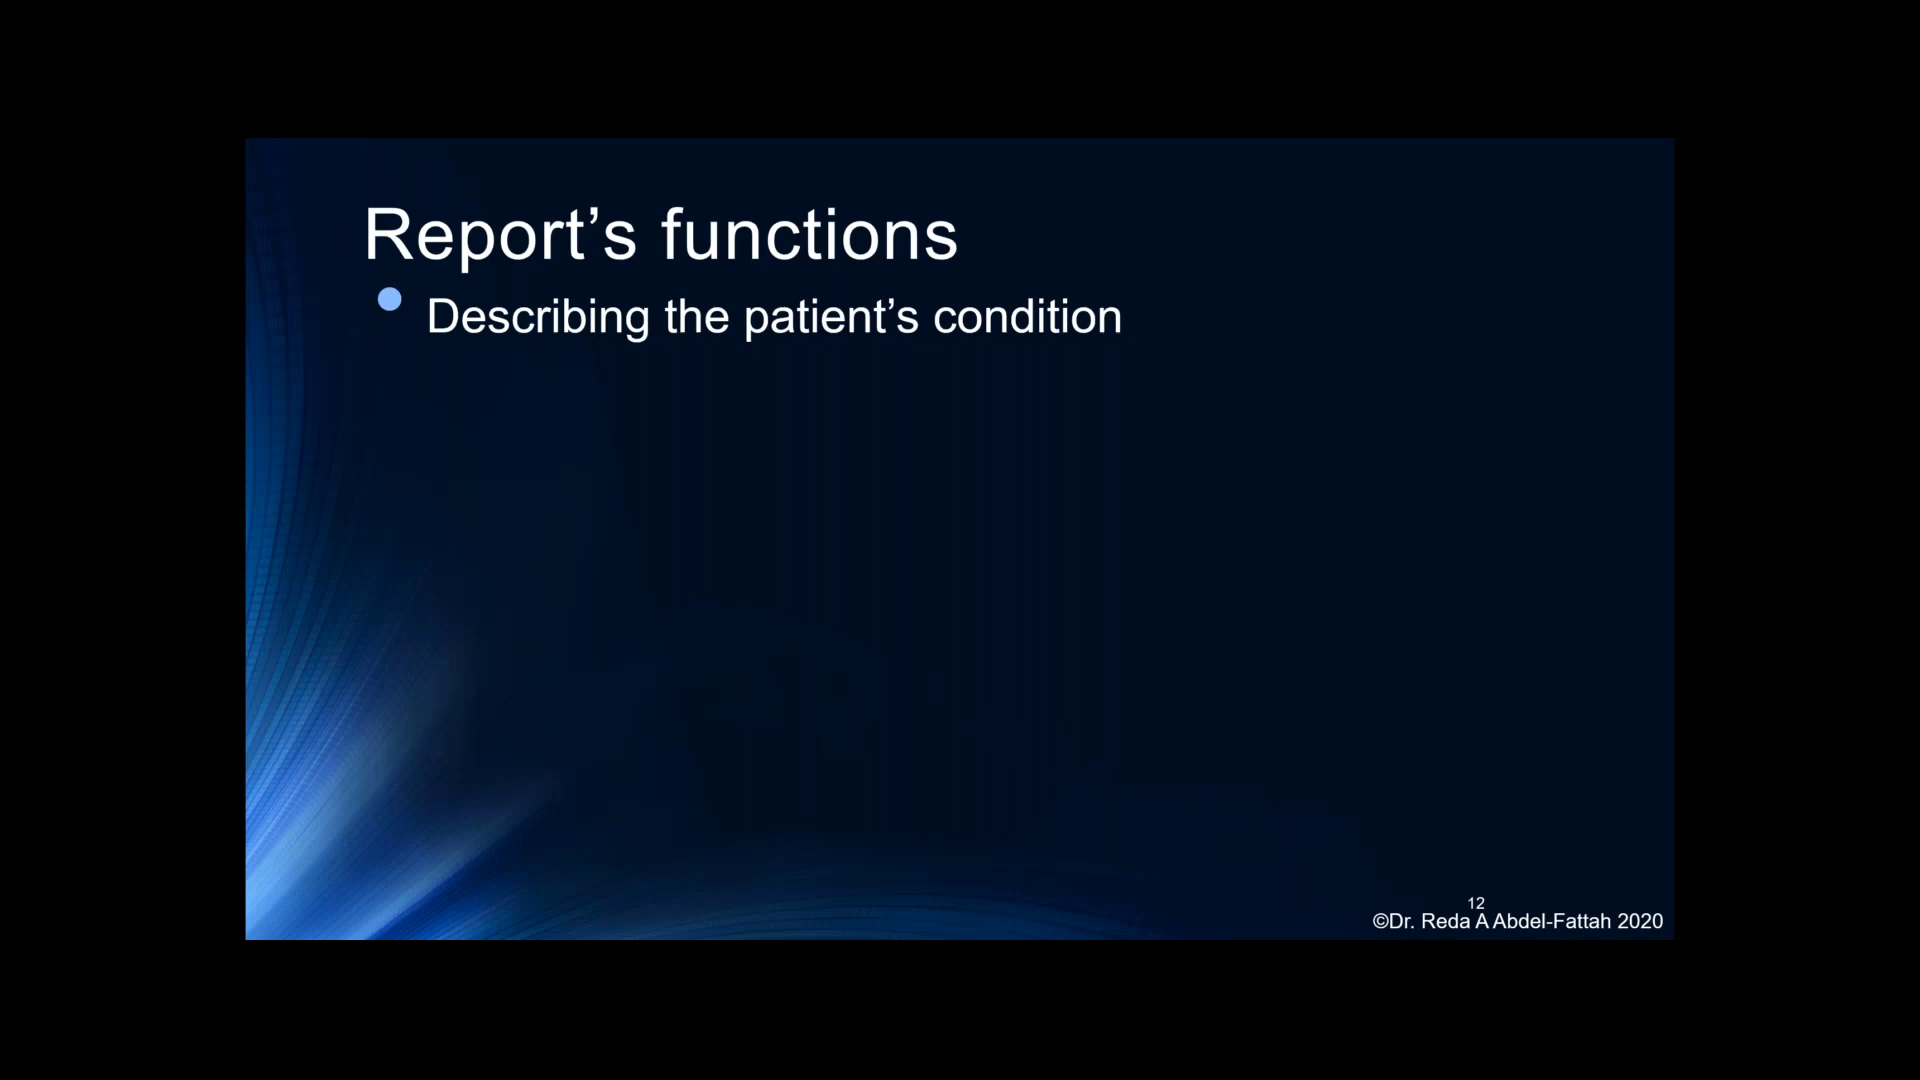 Report’s functions
Describing the patient’s condition
12
©Dr. Reda A Abdel-Fattah 2020